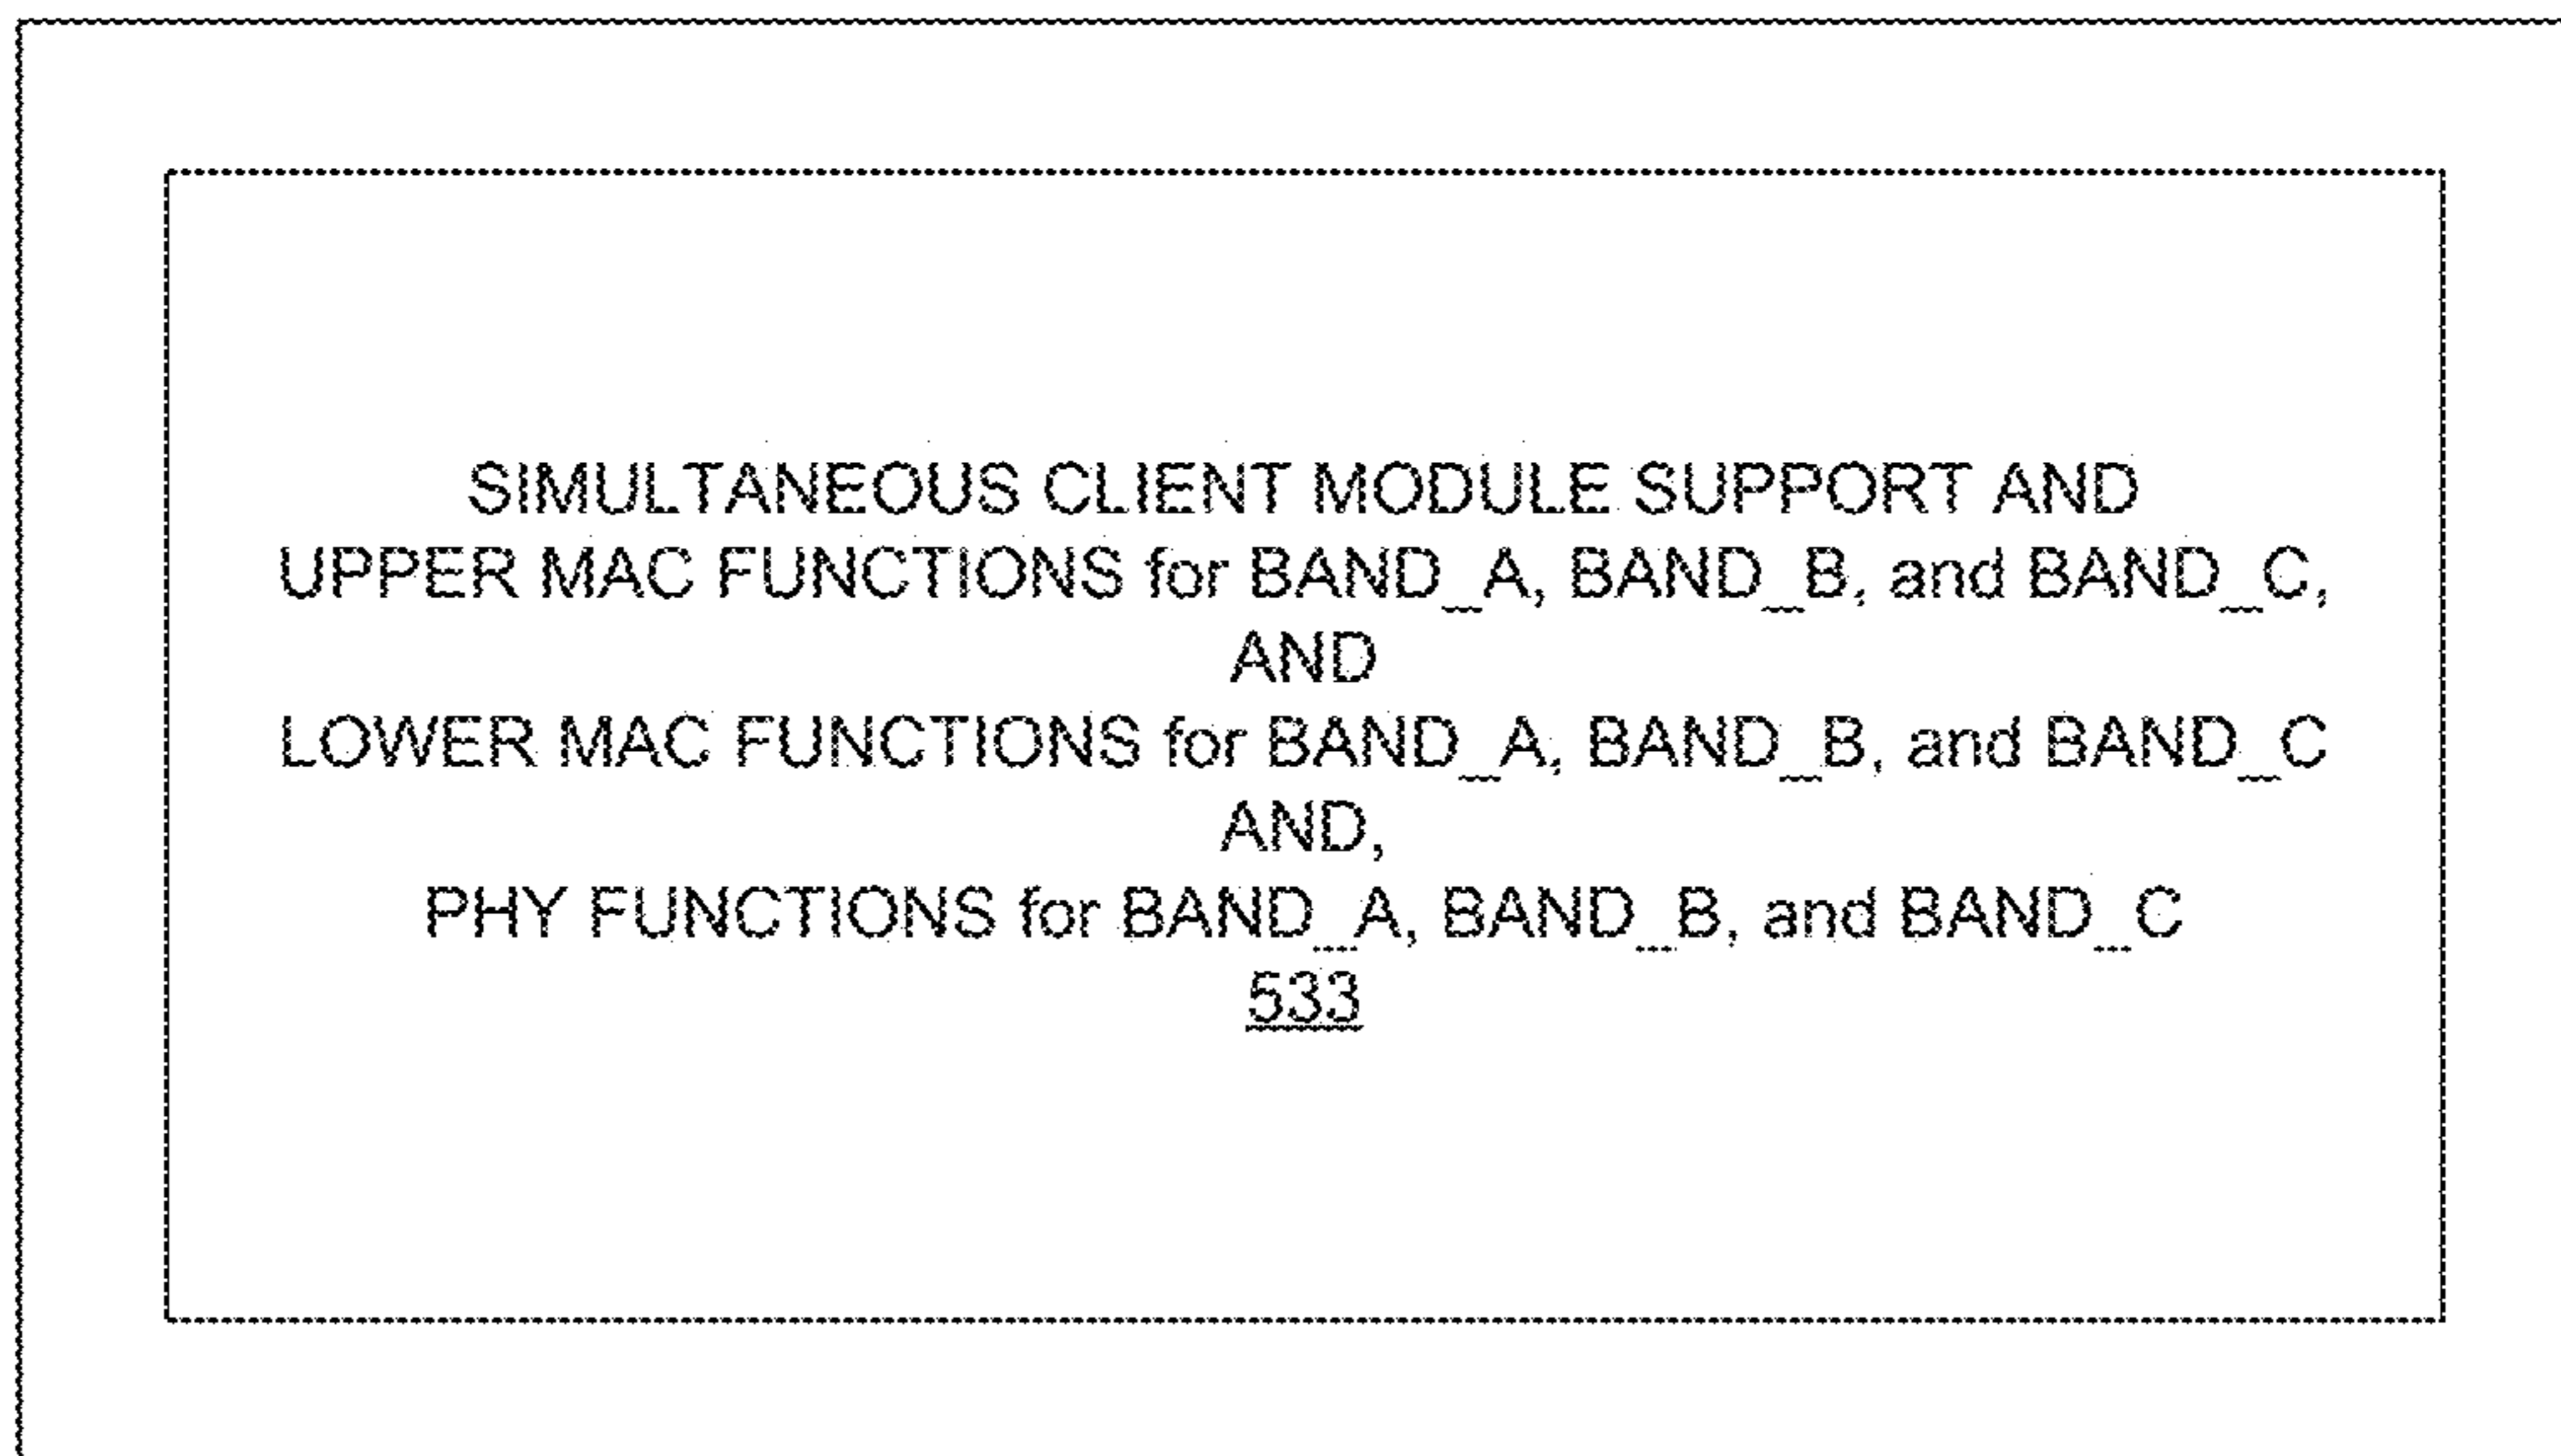 SIMULTANEOUS CLIENT MODULE SUPPORT AND
UPPER MAC FUNCTIONS for BAND_A, BAND_B, and BAND_C,
AND
LOWER MAC FUNCTIONS for BAND_A, BAND_B, and BAND_C
AND,
PHY FUNCTIONS for BAND_A, BAND_B, and BAND_C
533